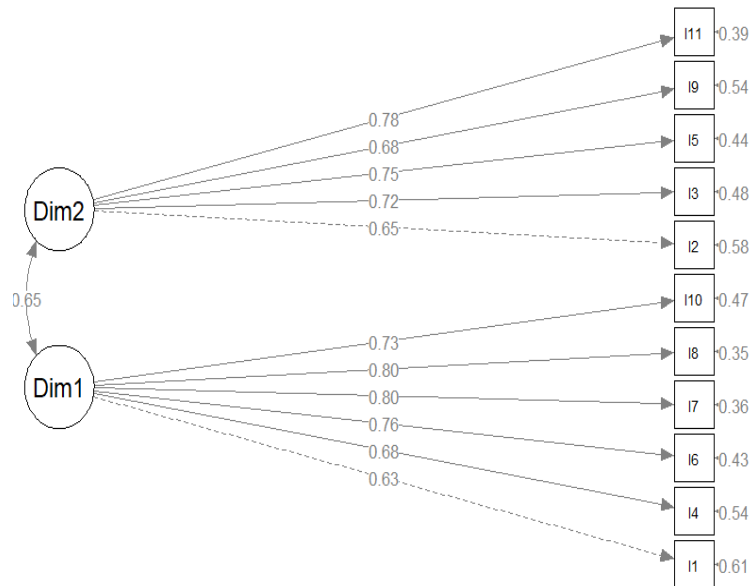 I11 0.39
I9 0.54
0.78
0.68
I5 0.44
0.75
I3 0.48
0.72
Dim2
0.65
I2 0.58
0.65
I10 0.47
0.73
I8 0.35
0.80
Dim1
0.80
I7 0.36
0.76
0.68
I6 0.43
0.63
I4 0.54
I1 0.61